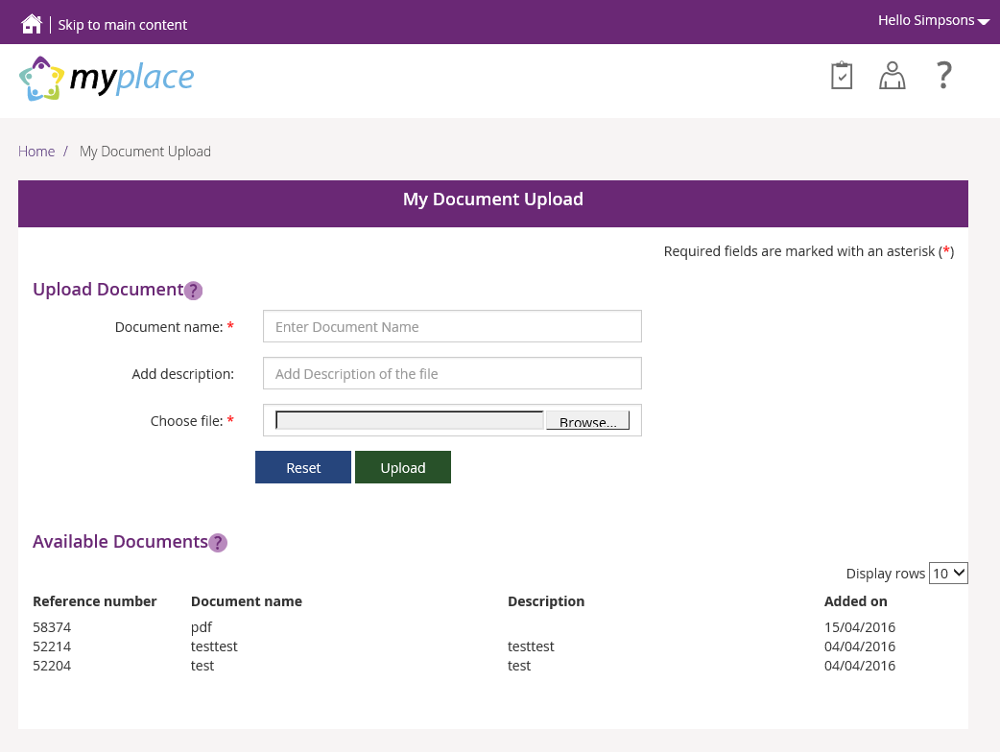 Skip to main content
Hello Simpsons
myplace
?
Home / My Document Upload
My Document Upload
Required fields are marked with an asterisk (*)
Upload Document?
Document name: * Enter Document Name
Add description: Add Description of the file
Choose file: * Browse...
Reset Upload
Available Documents?
Display rows 10
Reference number Document name Description Added on
58374 pdf 15/04/2016
52214 testtest testtest 04/04/2016
52204 test test 04/04/2016